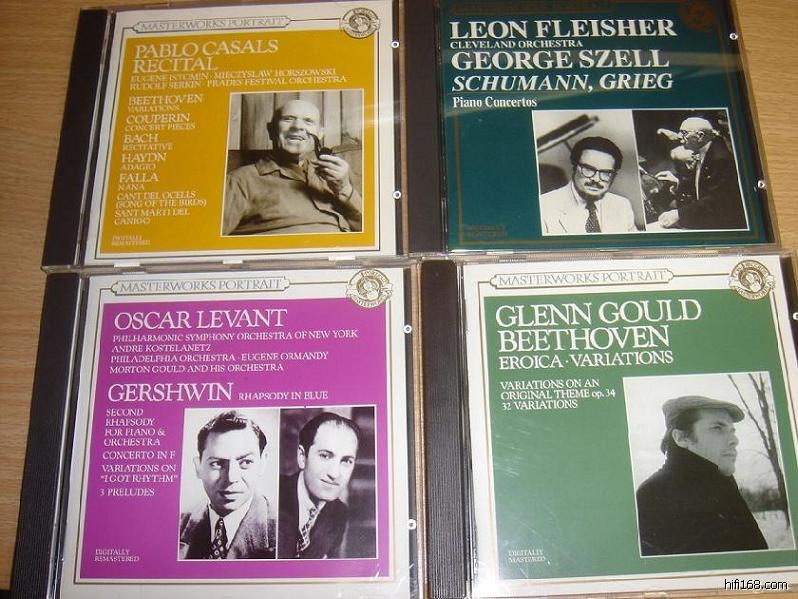 MASTERWORKS PORTRAIT
PABLO CASALS
RECITAL
EUGENE ISTOMIN · MIECZYSLAW HORSZOWSKI
RUDOLF SERKIN · PRADES FESTIVAL ORCHESTRA
BEETHOVEN
VARIATIONS
COUPERIN
CONCERT PIECES
BACH
RECITATIVE
HAYDN
ADAGIO
FALLA
NANA
CANT DEL OCELLS
(SONG OF THE BIRDS)
SANT MARTI DEL
CANIGO
DIGITALLY
REMASTERED
LEON FLEISHER
CLEVELAND ORCHESTRA
GEORGE SZELL
SCHUMANN, GRIEG
Piano Concertos
DIGITALLY
REMASTERED
MASTERWORKS PORTRAIT
OSCAR LEVANT
PHILHARMONIC SYMPHONY ORCHESTRA OF NEW YORK
ANDRE KOSTELANETZ
PHILADELPHIA ORCHESTRA · EUGENE ORMANDY
MORTON GOULD AND HIS ORCHESTRA
GERSHWIN RHAPSODY IN BLUE
SECOND
RHAPSODY
FOR PIANO &
ORCHESTRA
CONCERTO IN F
VARIATIONS ON
"I GOT RHYTHM"
3 PRELUDES
DIGITALLY
REMASTERED
MASTERWORKS PORTRAIT
GLENN GOULD
BEETHOVEN
EROICA · VARIATIONS
VARIATIONS ON AN
ORIGINAL THEME op. 34
32 VARIATIONS
DIGITALLY
REMASTERED
hifi168.com